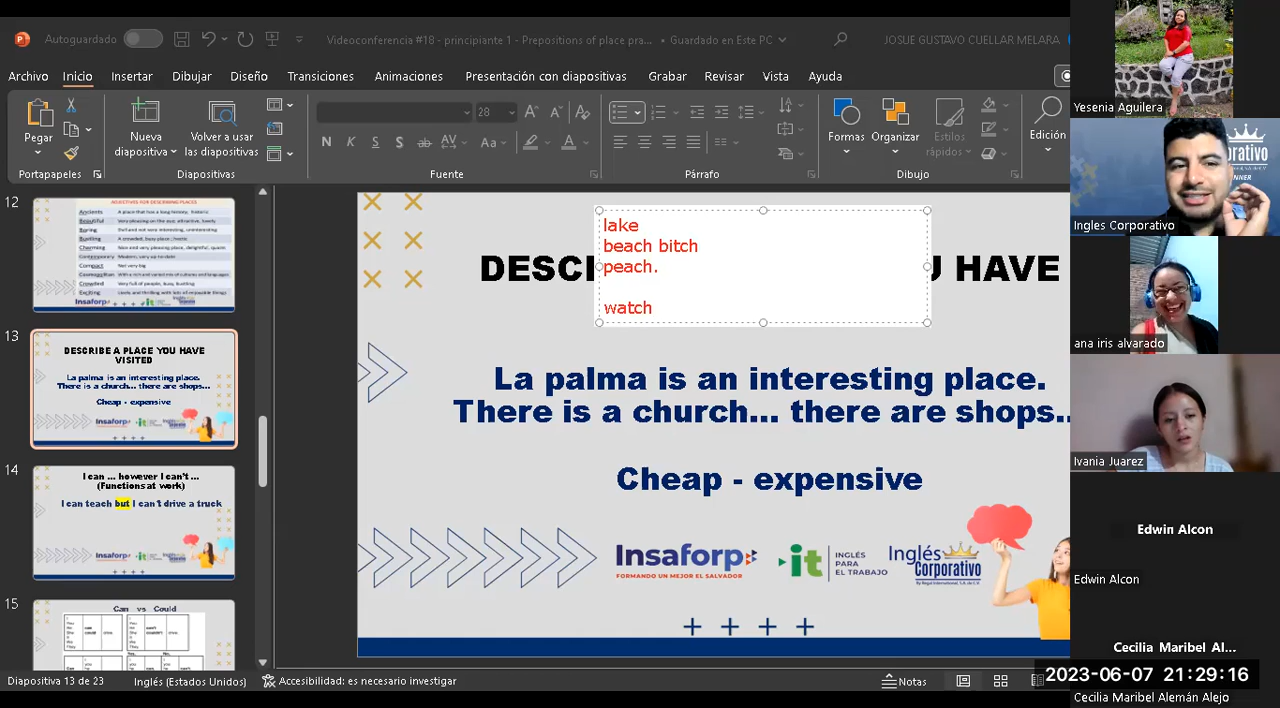 Autoguardado
Videoconferencia #18 - principiante 1 - Prepositions of place pra... • Guardado en Este PC
JOSUE GUSTAVO CUELLAR MELARA
Archivo Inicio Insertar Dibujar Diseño Transiciones Animaciones Presentación con diapositivas Grabar Revisar Vista Ayuda
Pegar
Nueva diapositiva
Volver a usar las diapositivas
28
N K S S ab AV Aa A
Formas
Organizar
Estilos rápidos
Edición
Portapapeles Diapositivas Fuente Párrafo Dibujo
12
ADJECTIVES FOR DESCRIBING PLACES
13
DESCRIBE A PLACE YOU HAVE
VISITED
La palma is an interesting place.
There is a church... there are shops...
Cheap - expensive
14
I can ... however I can't ...
(Functions at work)
I can teach but I can't drive a truck
15
Can vs Could
lake
beach bitch
peach.
watch
DESCI
U HAVE
La palma is an interesting place.
There is a church... there are shops..
Cheap - expensive
Insaforp
FORMANDO UN MEJOR EL SALVADOR
it
INGLÉS
PARA
EL TRABAJO
Inglés
Corporativo
Diapositiva 13 de 23
Inglés (Estados Unidos)
Accesibilidad: es necesario investigar
Notas
Yesenia Aguilera
Ingles Corporativo
ana iris alvarado
Ivania Juarez
Edwin Alcon
Edwin Alcon
Cecilia Maribel Al...
2023-06-07 21:29:16
Cecilia Maribel Alemán Alejo